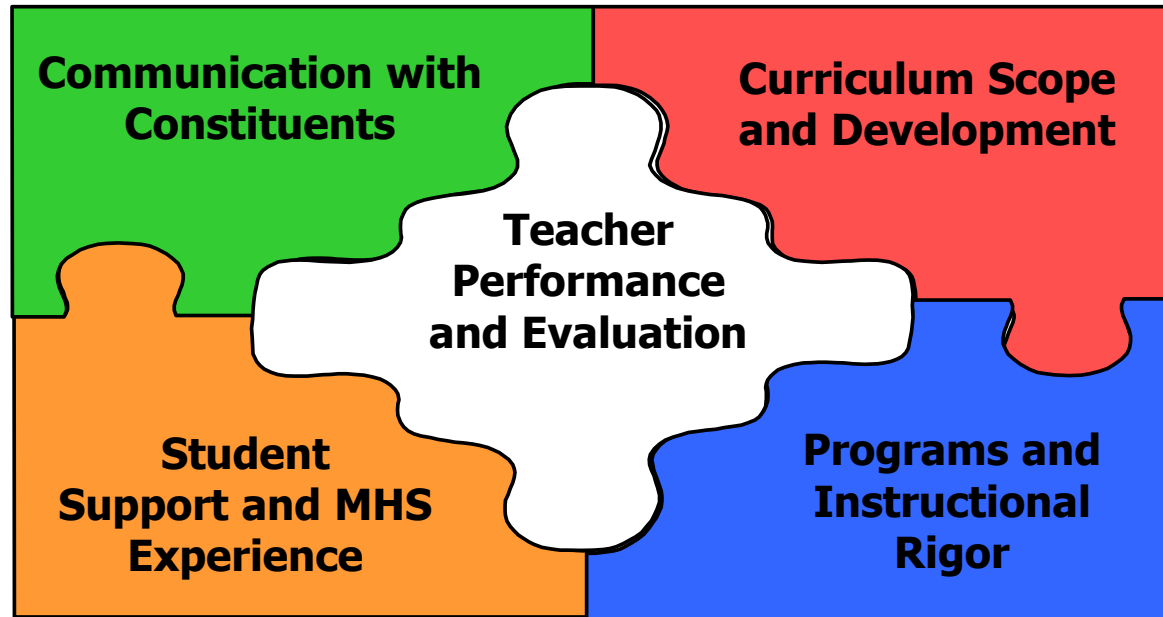 Communication with
Constituents
Curriculum Scope
and Development
Teacher
Performance
and Evaluation
Student
Support and MHS
Experience
Programs and
Instructional
Rigor